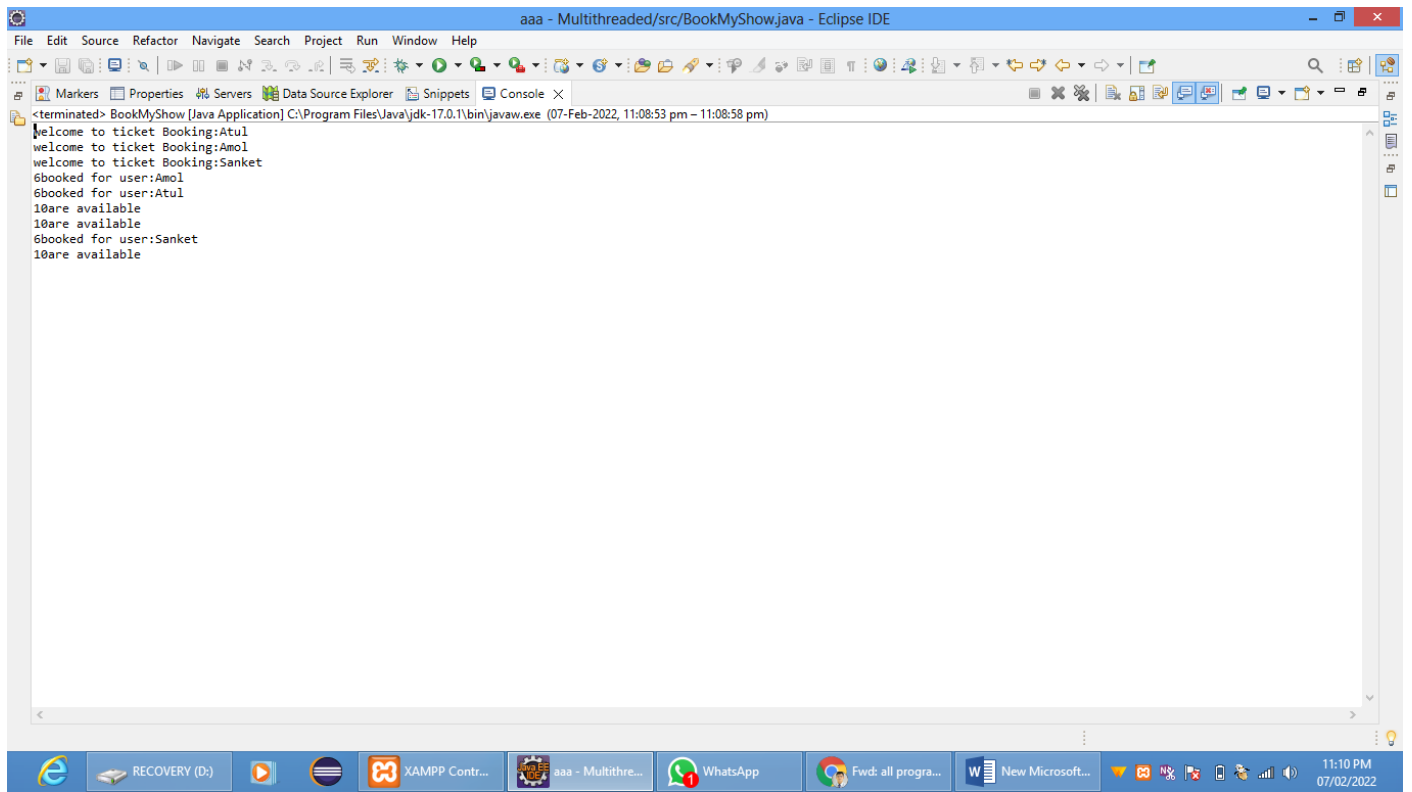 aaa - Multithreaded/src/BookMyShow.java - Eclipse IDE
File Edit Source Refactor Navigate Search Project Run Window Help
Markers Properties Servers Data Source Explorer Snippets Console
<terminated> BookMyShow [Java Application] C:\Program Files\Java\jdk-17.0.1\bin\javaw.exe (07-Feb-2022, 11:08:53 pm – 11:08:58 pm)
welcome to ticket Booking:Atul
welcome to ticket Booking:Amol
welcome to ticket Booking:Sanket
6booked for user:Amol
6booked for user:Atul
10are available
10are available
6booked for user:Sanket
10are available
RECOVERY (D:) XAMPP Contr... aaa - Multithre... WhatsApp Fwd: all progra... New Microsoft... 11:10 PM
07/02/2022